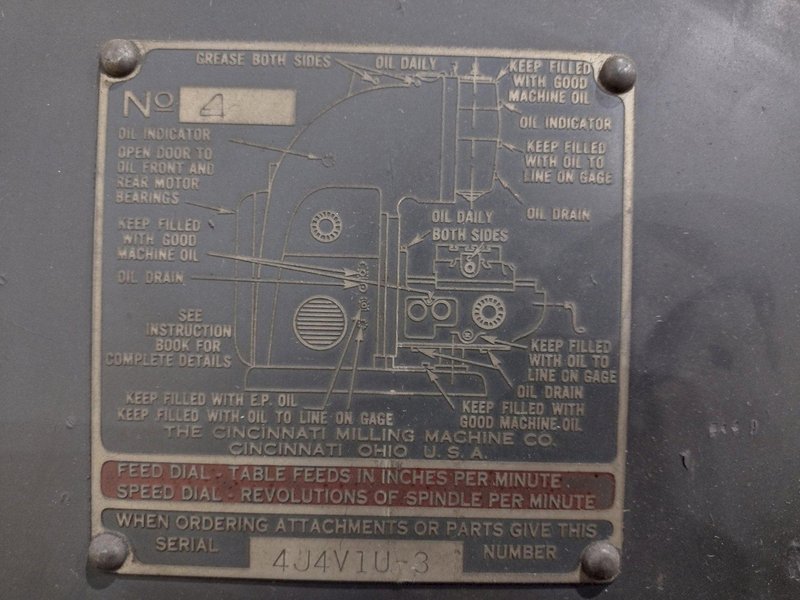 GREASE BOTH SIDES
OIL DAILY
KEEP FILLED
WITH GOOD
MACHINE OIL
No 4
OIL INDICATOR
OIL INDICATOR
OPEN DOOR TO
OIL FRONT AND
REAR MOTOR
BEARINGS
KEEP FILLED
WITH OIL TO
LINE ON GAGE
OIL DRAIN
OIL DAILY
BOTH SIDES
KEEP FILLED
WITH GOOD
MACHINE OIL
OIL DRAIN
SEE
INSTRUCTION
BOOK FOR
COMPLETE DETAILS
KEEP FILLED
WITH OIL TO
LINE ON GAGE
OIL DRAIN
KEEP FILLED WITH E.P. OIL
KEEP FILLED WITH OIL TO LINE ON GAGE
KEEP FILLED WITH
GOOD MACHINE OIL
THE CINCINNATI MILLING MACHINE CO.
CINCINNATI OHIO U.S.A.
FEED DIAL - TABLE FEEDS IN INCHES PER MINUTE.
SPEED DIAL - REVOLUTIONS OF SPINDLE PER MINUTE
WHEN ORDERING ATTACHMENTS OR PARTS GIVE THIS
SERIAL 4J4V1U-3 NUMBER